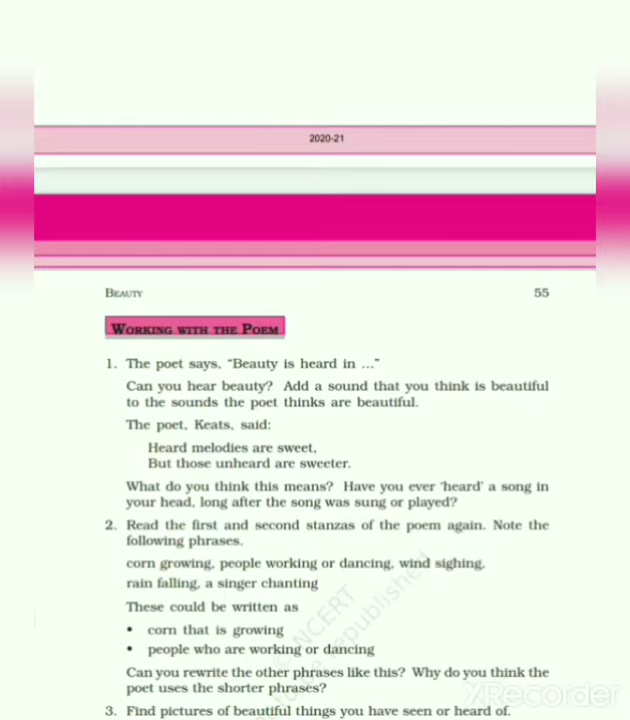 2020-21
BEAUTY
55
WORKING WITH THE POEM
1. The poet says, “Beauty is heard in ...”
Can you hear beauty? Add a sound that you think is beautiful
to the sounds the poet thinks are beautiful.
The poet, Keats, said:
Heard melodies are sweet,
But those unheard are sweeter.
What do you think this means? Have you ever ‘heard’ a song in
your head, long after the song was sung or played?
2. Read the first and second stanzas of the poem again. Note the
following phrases.
corn growing, people working or dancing, wind sighing,
rain falling, a singer chanting
These could be written as
• corn that is growing
• people who are working or dancing
Can you rewrite the other phrases like this? Why do you think the
poet uses the shorter phrases?
3. Find pictures of beautiful things you have seen or heard of.
© NCERT
be republished
XRecorder